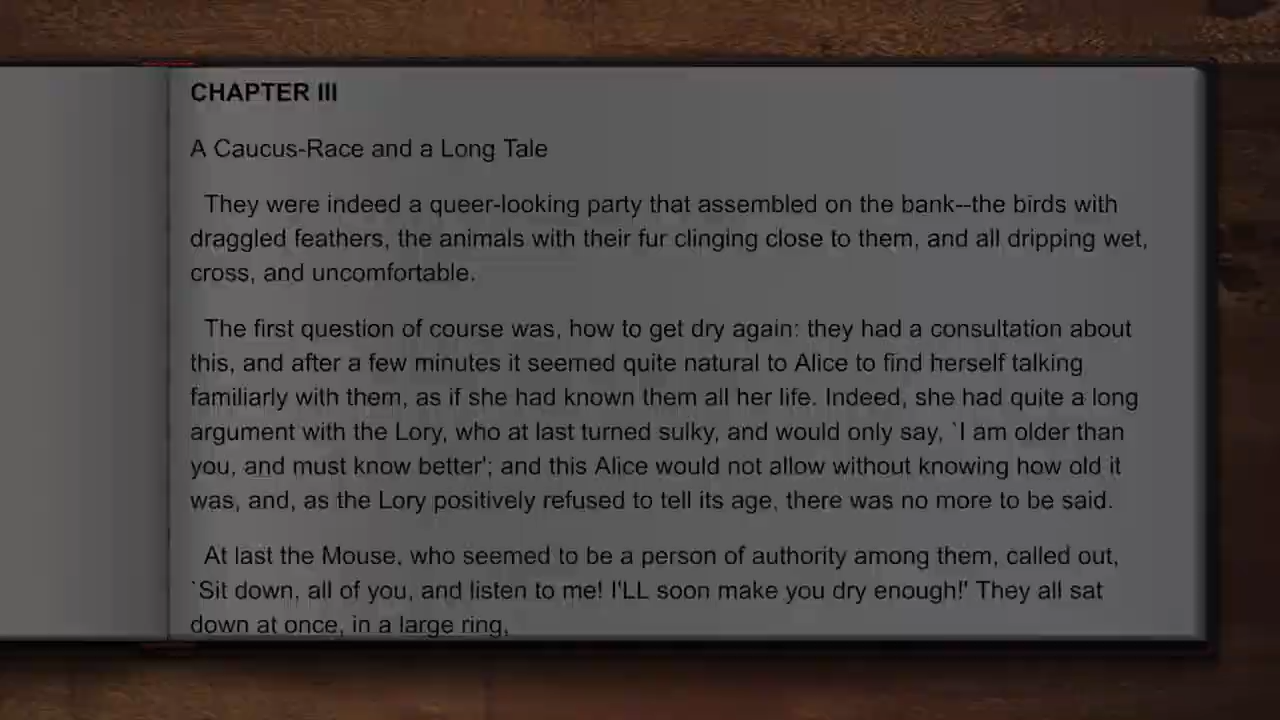 CHAPTER III
A Caucus-Race and a Long Tale
They were indeed a queer-looking party that assembled on the bank--the birds with
draggled feathers, the animals with their fur clinging close to them, and all dripping wet,
cross, and uncomfortable.
The first question of course was, how to get dry again: they had a consultation about
this, and after a few minutes it seemed quite natural to Alice to find herself talking
familiarly with them, as if she had known them all her life. Indeed, she had quite a long
argument with the Lory, who at last turned sulky, and would only say, `I am older than
you, and must know better'; and this Alice would not allow without knowing how old it
was, and, as the Lory positively refused to tell its age, there was no more to be said.
At last the Mouse, who seemed to be a person of authority among them, called out,
`Sit down, all of you, and listen to me! I'LL soon make you dry enough!' They all sat
down at once, in a large ring,